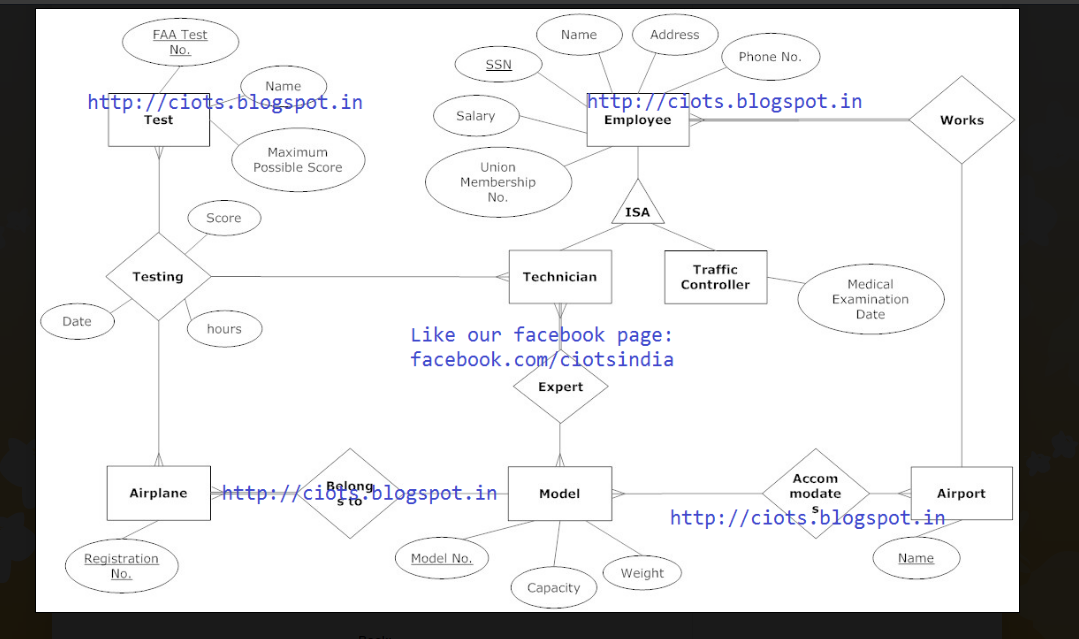 FAA Test
No.
Name
http://ciots.blogspot.in
Test
Maximum
Possible Score
Name
Address
Phone No.
SSN
http://ciots.blogspot.in
Salary
Employee
Works
Union
Membership
No.
ISA
Score
Testing
Technician
Traffic
Controller
Medical
Examination
Date
Date
hours
Like our facebook page:
facebook.com/ciotsindia
Expert
Airplane
Belong
s to
http://ciots.blogspot.in
Model
Accom
modate
s
Airport
http://ciots.blogspot.in
Registration
No.
Model No.
Capacity
Weight
Name